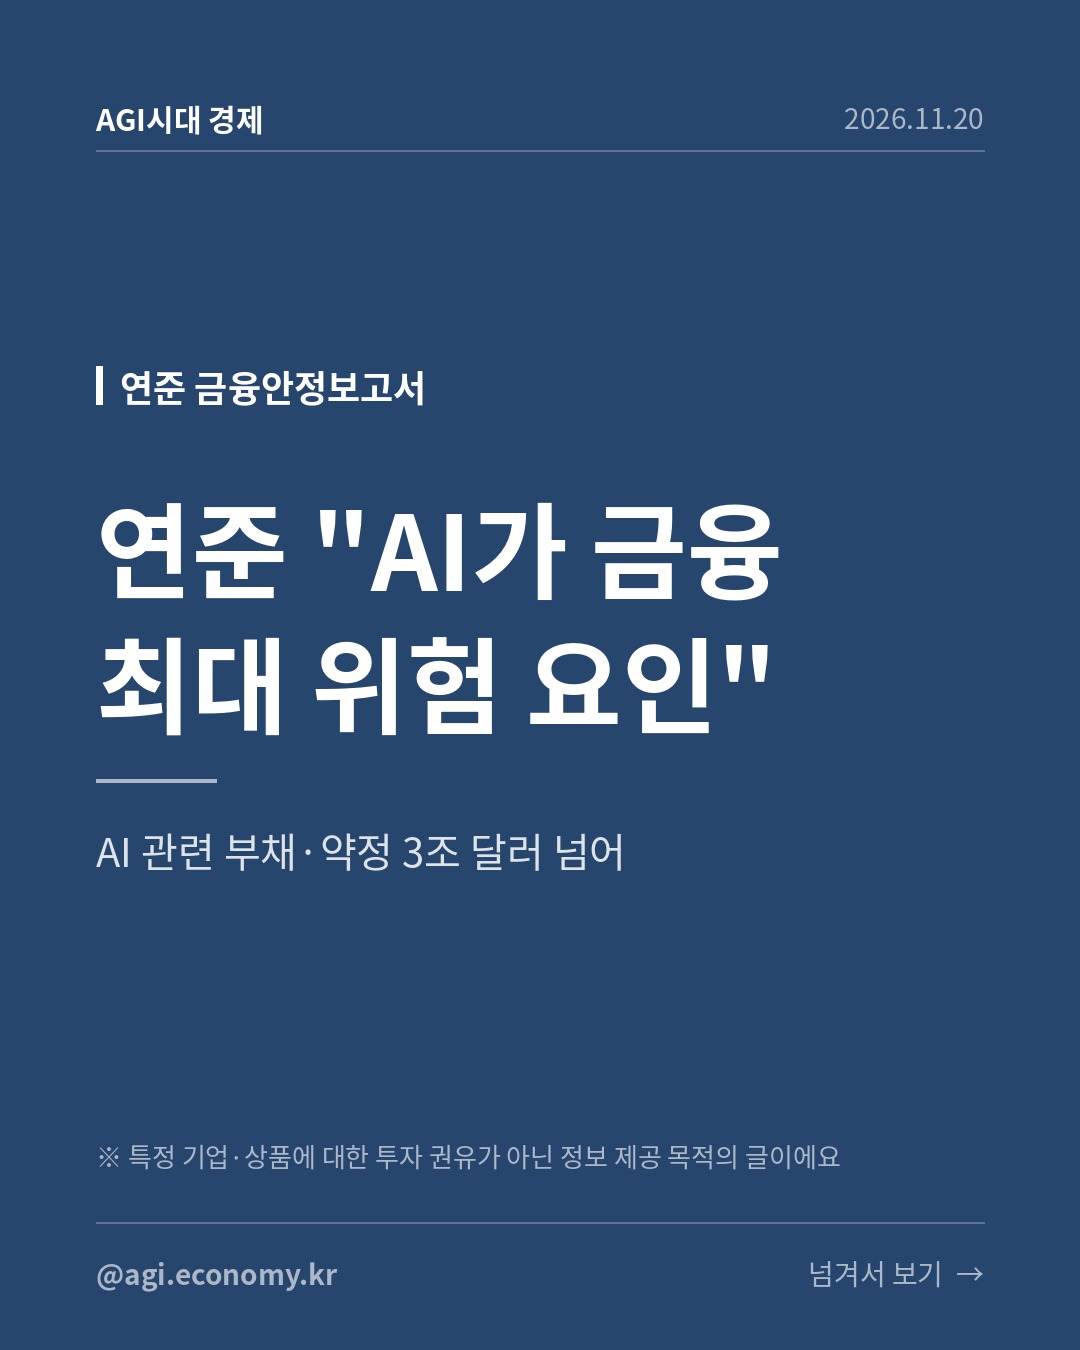 AGI시대 경제
2026.11.20
연준 금융안정보고서
연준 "AI가 금융
최대 위험 요인"
AI 관련 부채·약정 3조 달러 넘어
※ 특정 기업·상품에 대한 투자 권유가 아닌 정보 제공 목적의 글이에요
@agi.economy.kr
넘겨서 보기 →